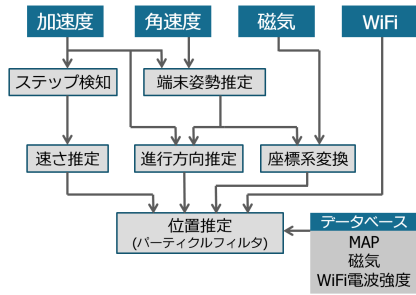 加速度
角速度
磁気
WiFi
ステップ検知
端末姿勢推定
速さ推定
進行方向推定
座標系変換
位置推定
(パーティクルフィルタ)
データベース
MAP
磁気
WiFi電波強度